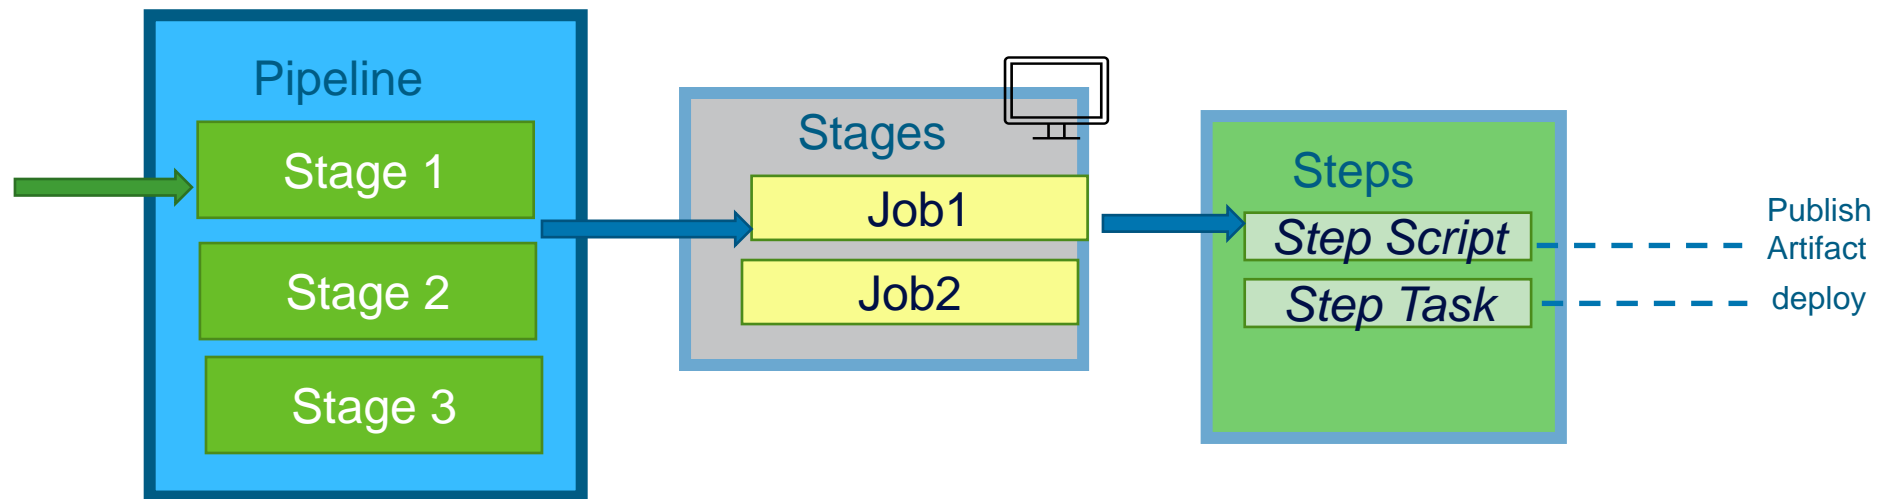 Pipeline
Stage 1
Stage 2
Stage 3
Stages
Job1
Job2
Steps
Step Script
Step Task
Publish
Artifact
deploy